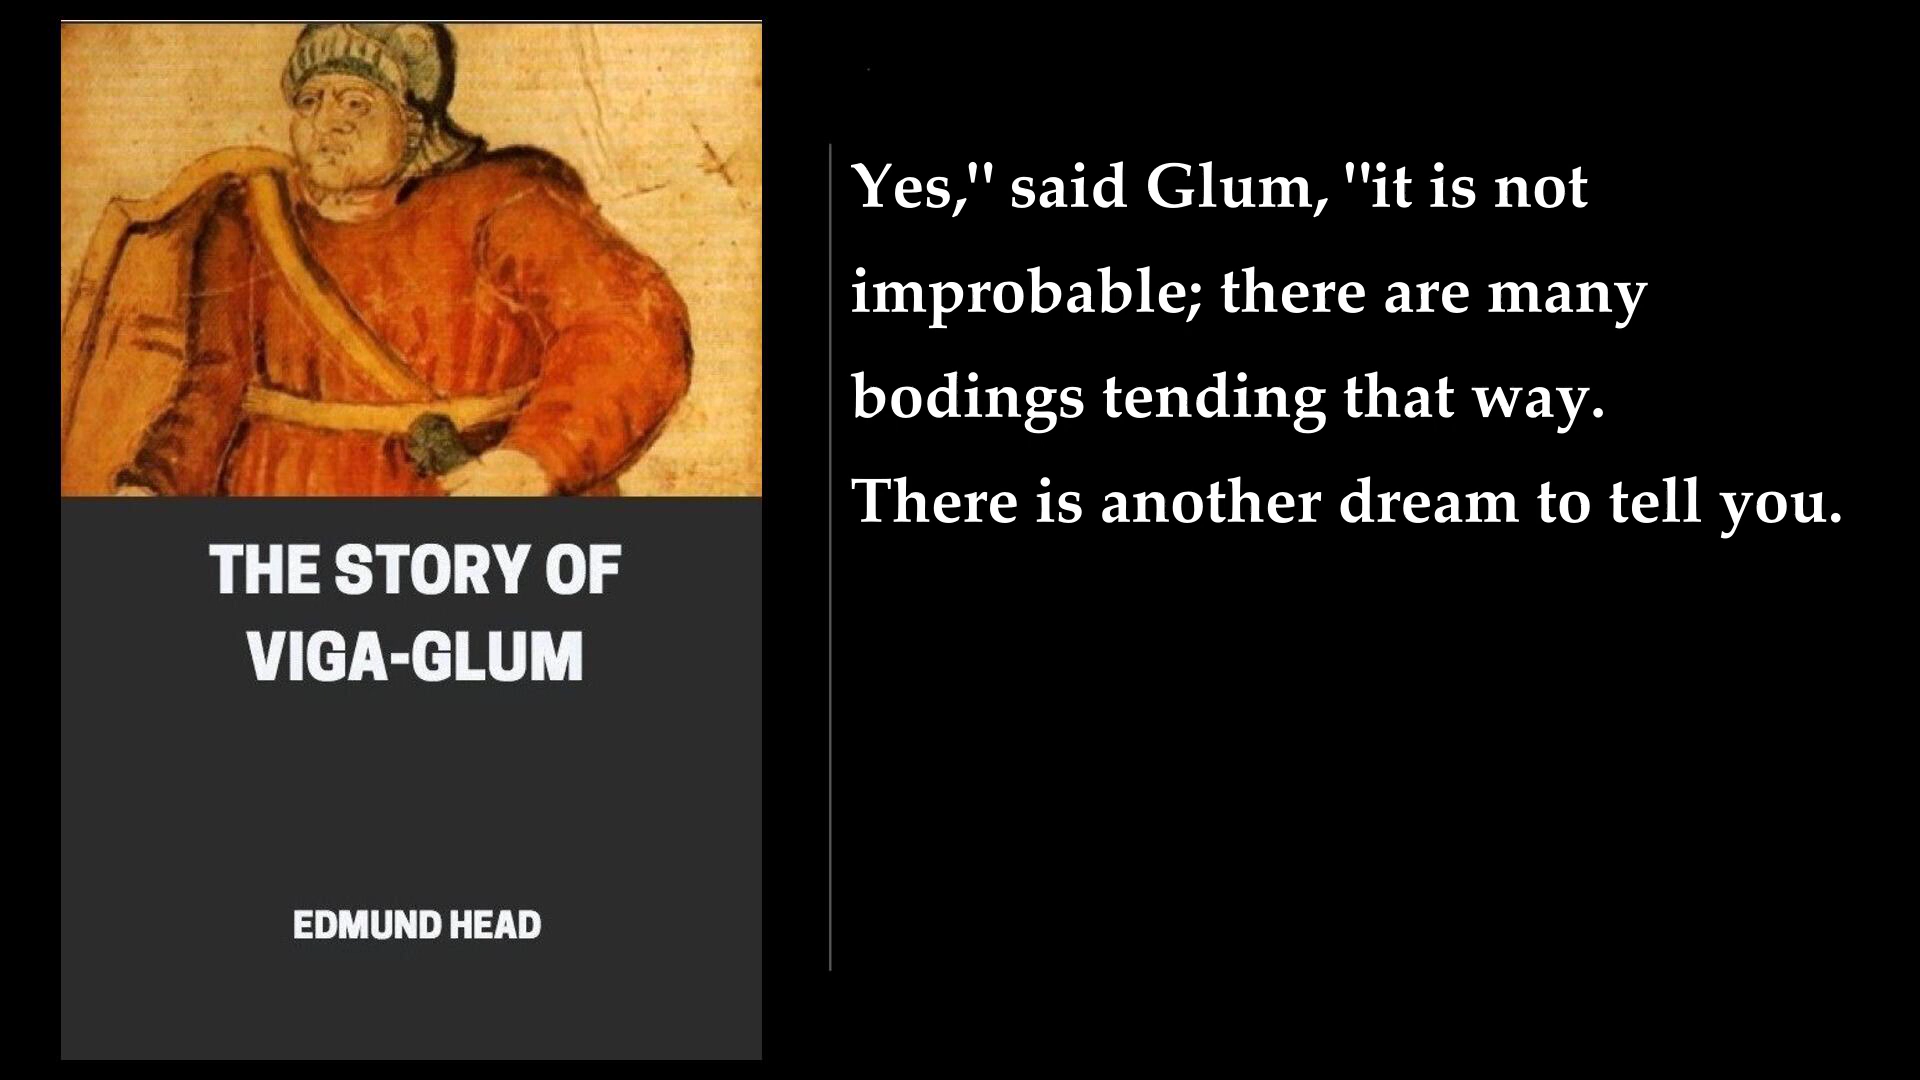 THE STORY OF
VIGA-GLUM
EDMUND HEAD
Yes," said Glum, "it is not
improbable; there are many
bodings tending that way.
There is another dream to tell you.